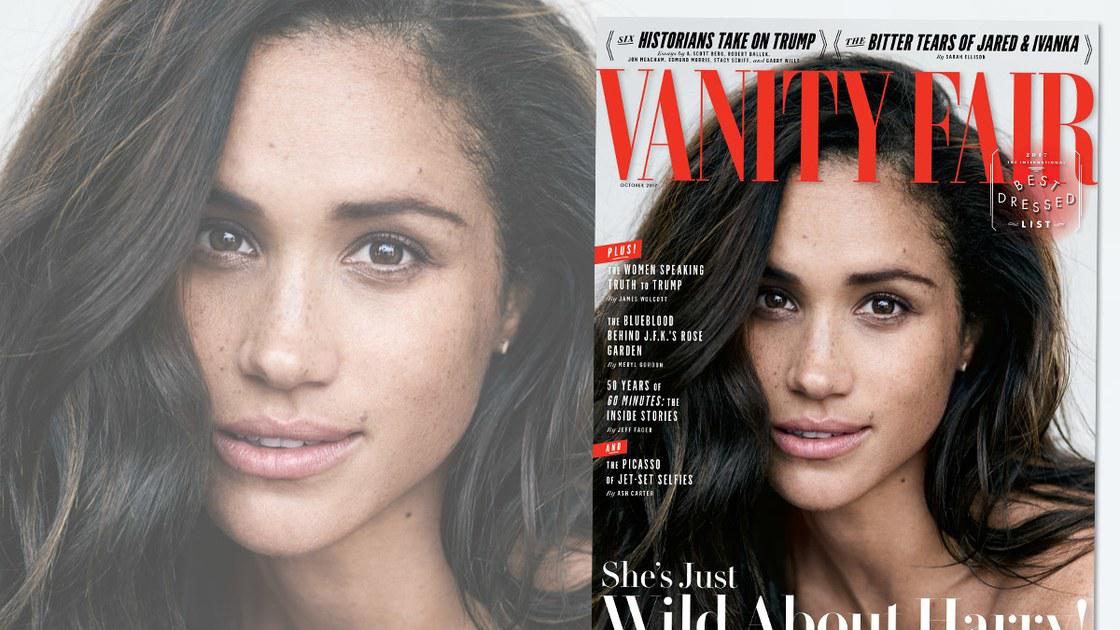 SIX HISTORIANS TAKE ON TRUMP
Essays by A. SCOTT BERG, ROBERT DALLEK,
JON MEACHAM, EDMUND MORRIS, STACY SCHIFF, and GARRY WILLS
THE BITTER TEARS OF JARED & IVANKA
By SARAH ELLISON
VANITY FAIR
OCTOBER 2017
2017
THE INTERNATIONAL
BEST
DRESSED
LIST
PLUS!
THE WOMEN SPEAKING
TRUTH TO TRUMP
By JAMES WOLCOTT
THE BLUEBLOOD
BEHIND J.F.K.'S ROSE
GARDEN
By MERYL GORDON
50 YEARS OF
60 MINUTES: THE
INSIDE STORIES
By JEFF FAGER
AND
THE PICASSO
OF JET-SET SELFIES
By ASH CARTER
She's Just
Wild About Harry!